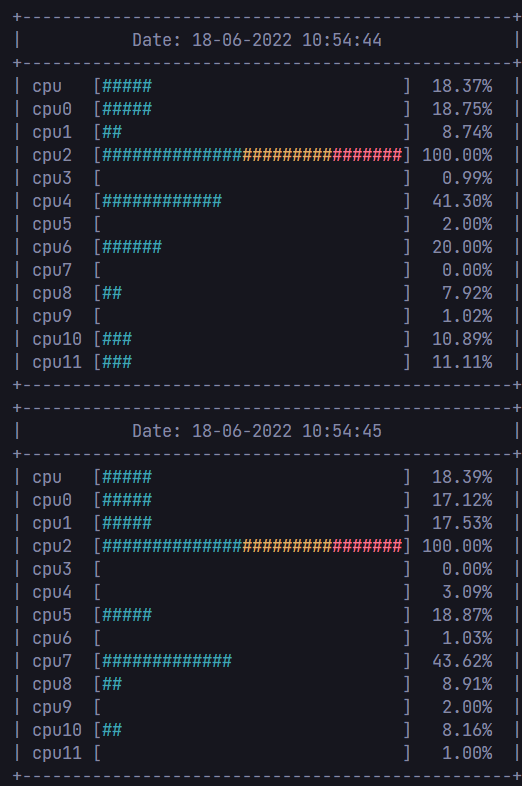 +-------------------------------------------------+
|           Date: 18-06-2022 10:54:44             |
+-------------------------------------------------+
| cpu   [#####                         ]  18.37%  |
| cpu0  [#####                         ]  18.75%  |
| cpu1  [##                            ]   8.74%  |
| cpu2  [##############################] 100.00%  |
| cpu3  [                              ]   0.99%  |
| cpu4  [############                  ]  41.30%  |
| cpu5  [                              ]   2.00%  |
| cpu6  [######                        ]  20.00%  |
| cpu7  [                              ]   0.00%  |
| cpu8  [##                            ]   7.92%  |
| cpu9  [                              ]   1.02%  |
| cpu10 [###                           ]  10.89%  |
| cpu11 [###                           ]  11.11%  |
+-------------------------------------------------+
+-------------------------------------------------+
|           Date: 18-06-2022 10:54:45             |
+-------------------------------------------------+
| cpu   [#####                         ]  18.39%  |
| cpu0  [#####                         ]  17.12%  |
| cpu1  [#####                         ]  17.53%  |
| cpu2  [##############################] 100.00%  |
| cpu3  [                              ]   0.00%  |
| cpu4  [                              ]   3.09%  |
| cpu5  [#####                         ]  18.87%  |
| cpu6  [                              ]   1.03%  |
| cpu7  [#############                 ]  43.62%  |
| cpu8  [##                            ]   8.91%  |
| cpu9  [                              ]   2.00%  |
| cpu10 [##                            ]   8.16%  |
| cpu11 [                              ]   1.00%  |
+-------------------------------------------------+